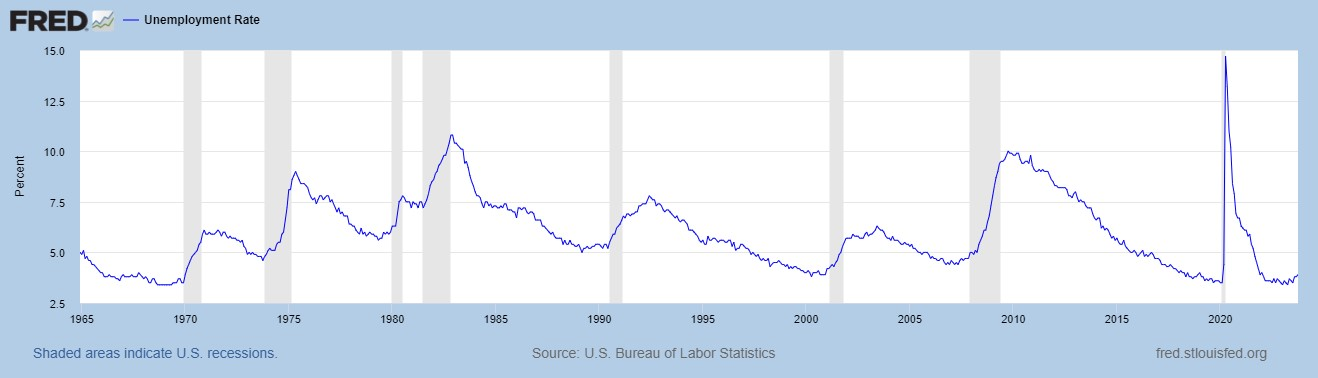 FRED
Unemployment Rate
15.0
12.5
10.0
7.5
5.0
2.5
Percent
1965 1970 1975 1980 1985 1990 1995 2000 2005 2010 2015 2020
Shaded areas indicate U.S. recessions. Source: U.S. Bureau of Labor Statistics fred.stlouisfed.org